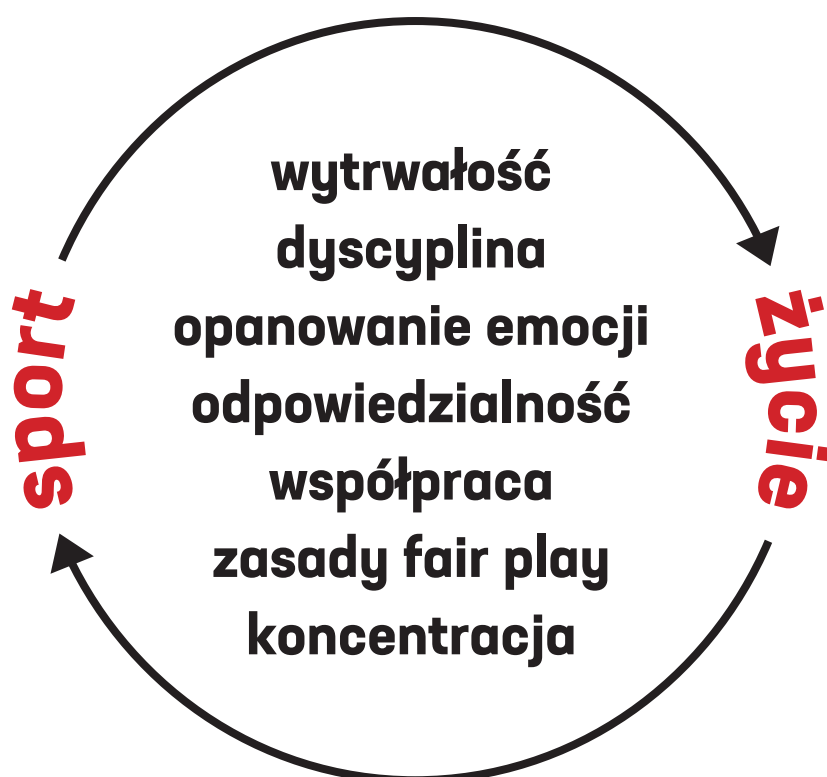 wytrwałość
dyscyplina
opanowanie emocji
odpowiedzialność
współpraca
zasady fair play
koncentracja
sport
życie